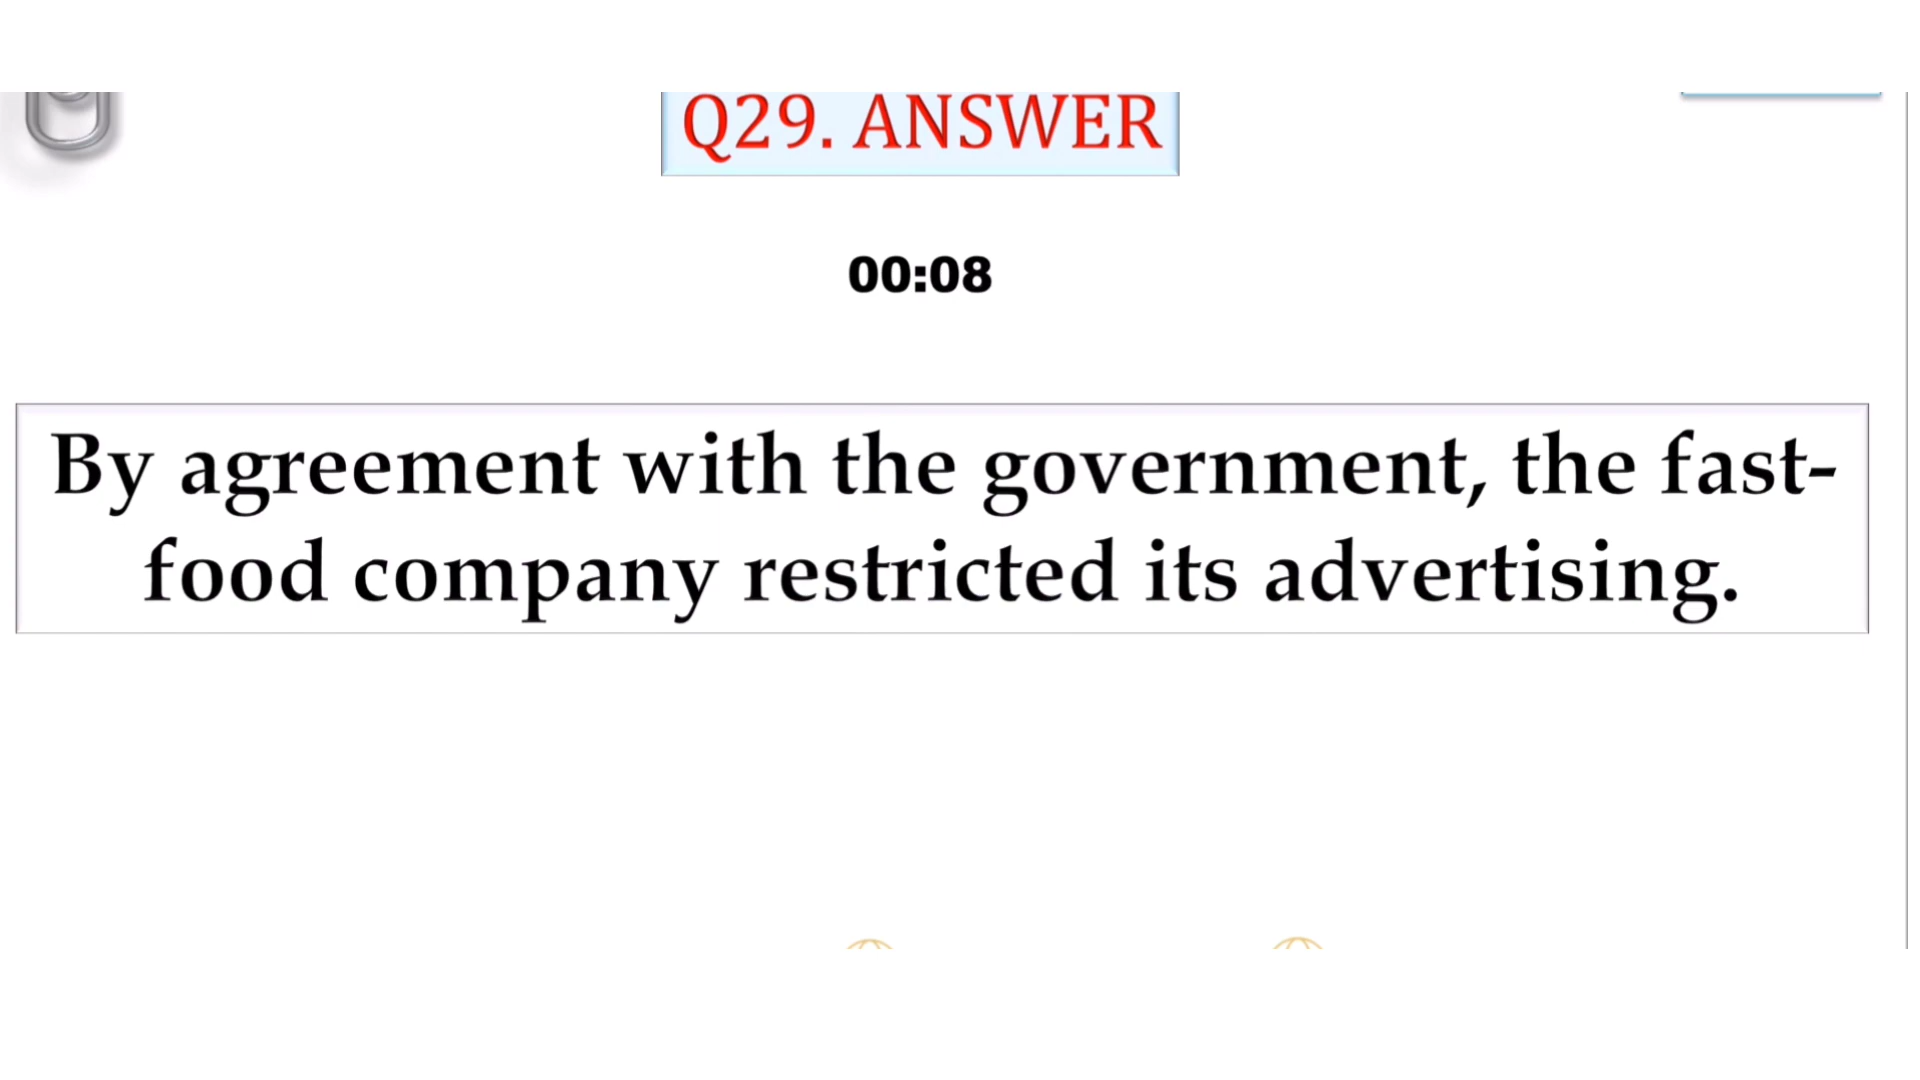 Q29. ANSWER
00:08
By agreement with the government, the fast-
food company restricted its advertising.